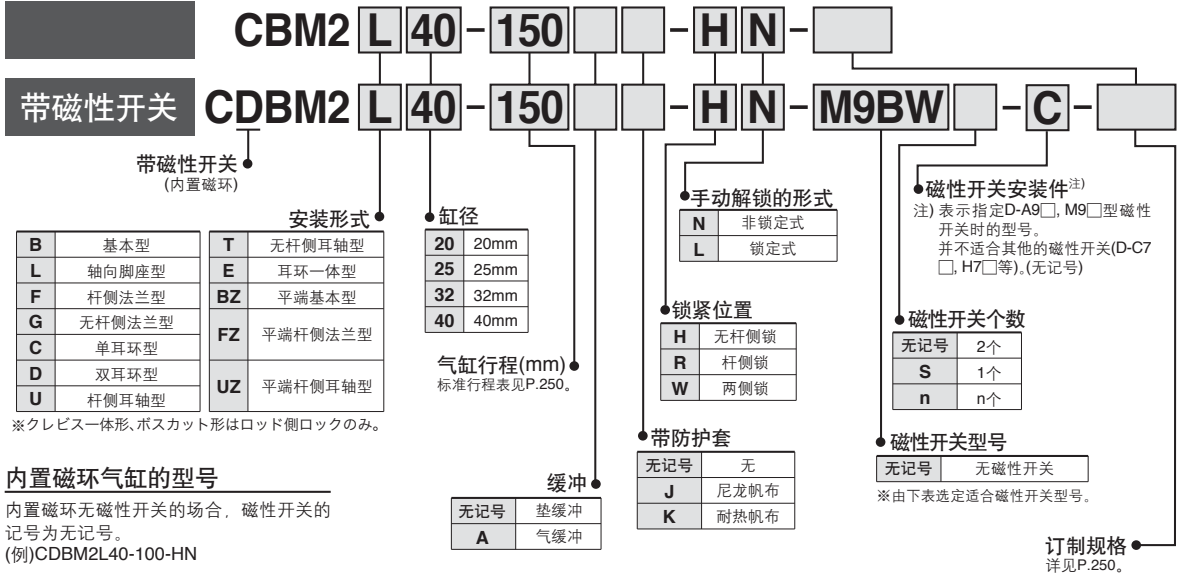 CBM2 L 40 - 150 - H N -
带磁性开关 CDBM2 L 40 - 150 - H N - M9BW - C -
带磁性开关
(内置磁环)
安装形式
B 基本型 T 无杆侧耳轴型
L 轴向脚座型 E 耳环一体型
F 杆侧法兰型 BZ 平端基本型
G 无杆侧法兰型 FZ 平端杆侧法兰型
C 单耳环型
D 双耳环型 UZ 平端杆侧耳轴型
U 杆侧耳轴型
※クレビス一体形、ボスカット形はロッド側ロックのみ。
内置磁环气缸的型号
内置磁环无磁性开关的场合，磁性开关的
记号为无记号。
(例)CDBM2L40-100-HN
缸径
20 20mm
25 25mm
32 32mm
40 40mm
气缸行程(mm)
标准行程表见P.250。
缓冲
无记号 垫缓冲
A 气缓冲
带防护套
无记号 无
J 尼龙帆布
K 耐热帆布
锁紧位置
H 无杆侧锁
R 杆侧锁
W 两侧锁
手动解锁的形式
N 非锁定式
L 锁定式
磁性开关安装件注)
注) 表示指定D-A9□, M9□型磁性
开关时的型号。
并不适合其他的磁性开关(D-C7
□, H7□等)。(无记号)
磁性开关个数
无记号 2个
S 1个
n n个
磁性开关型号
无记号 无磁性开关
※由下表选定适合磁性开关型号。
订制规格
详见P.250。